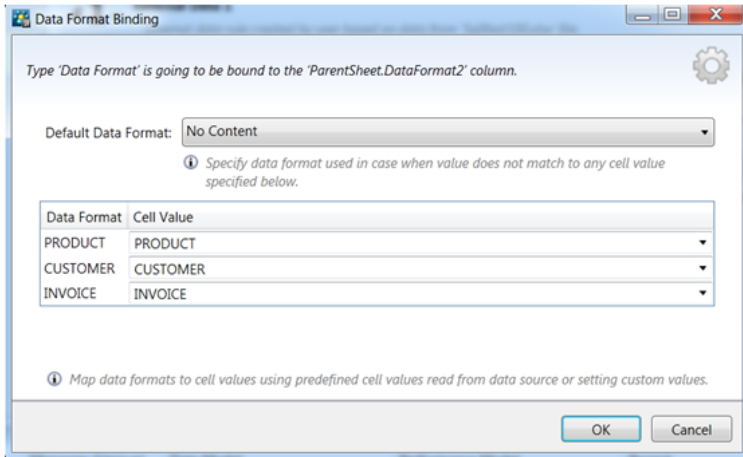 Data Format Binding
Type 'Data Format' is going to be bound to the 'ParentSheet.DataFormat2' column.
Default Data Format: No Content
Specify data format used in case when value does not match to any cell value
specified below.
Data Format Cell Value
PRODUCT PRODUCT
CUSTOMER CUSTOMER
INVOICE INVOICE
Map data formats to cell values using predefined cell values read from data source or setting custom values.
OK Cancel